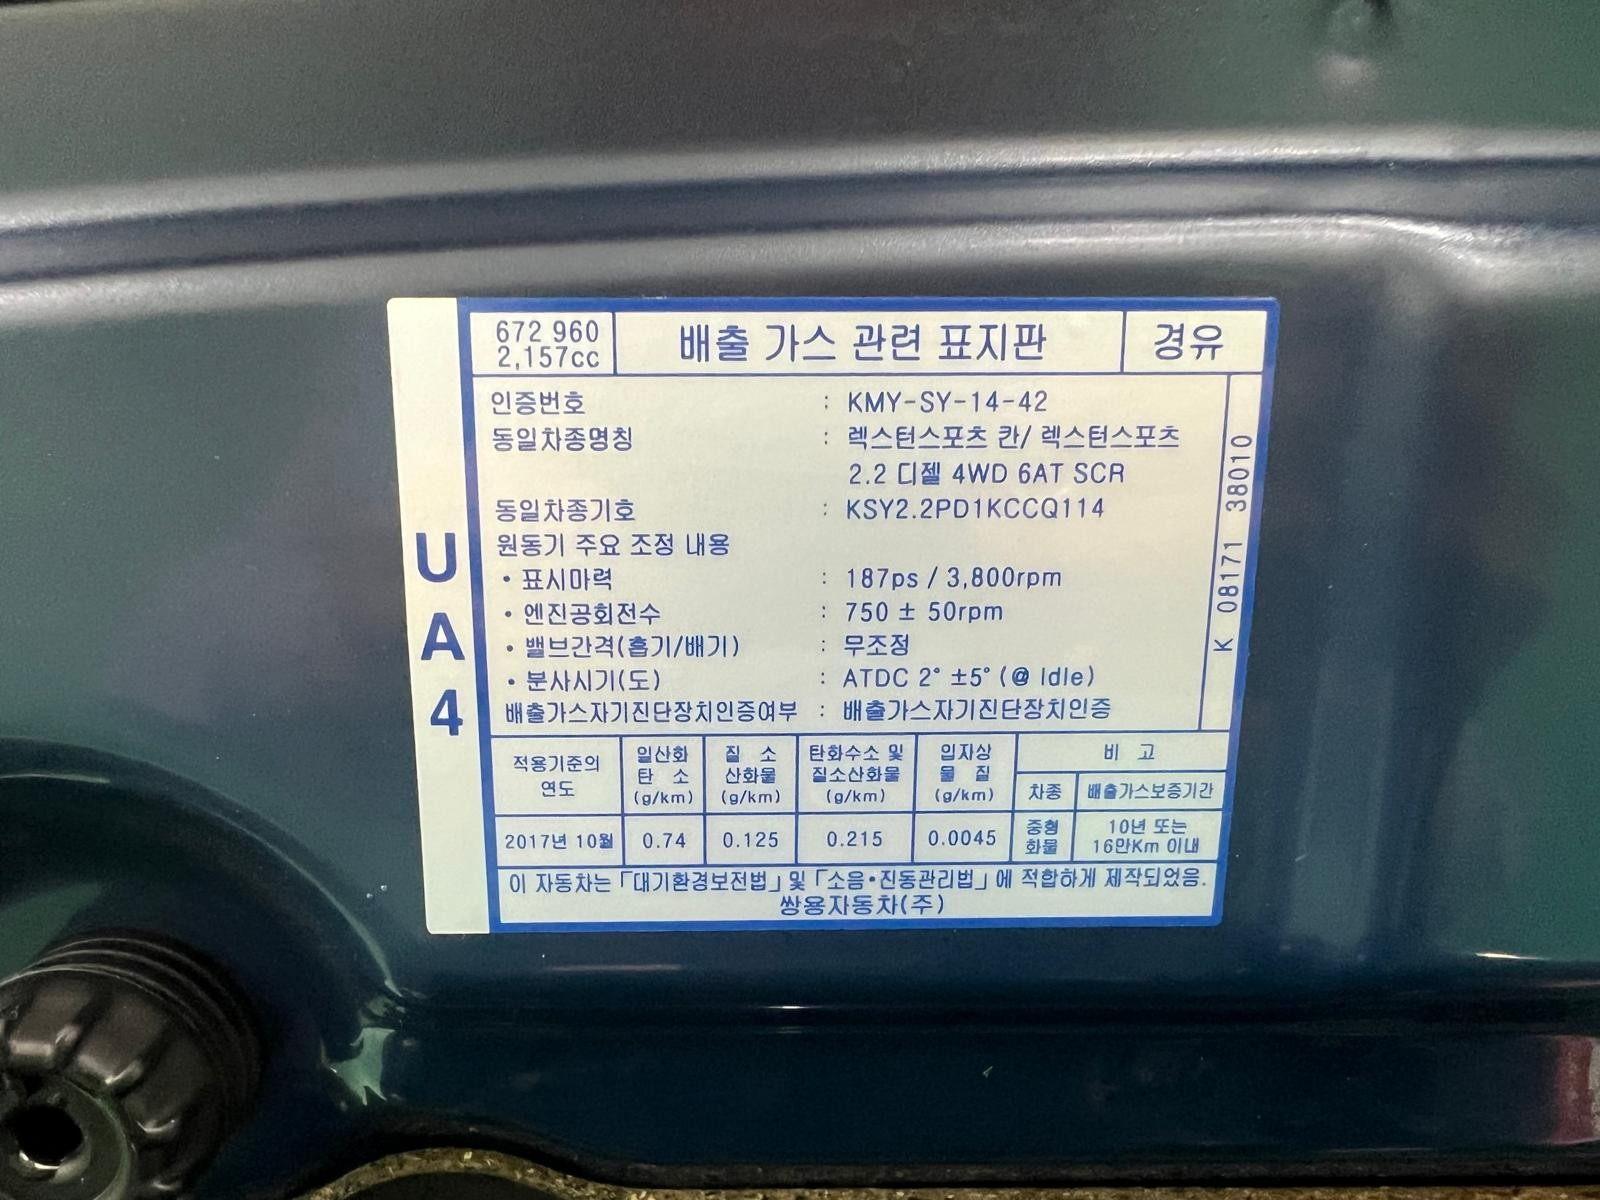 672 960
2,157cc
배출 가스 관련 표지판
경유
인증번호 : KMY-SY-14-42
동일차종명칭 : 렉스턴스포츠 칸/ 렉스턴스포츠
2.2 디젤 4WD 6AT SCR
동일차종기호 : KSY2.2PD1KCCQ114
원동기 주요 조정 내용
• 표시마력 : 187ps / 3,800rpm
• 엔진공회전수 : 750 ± 50rpm
• 밸브간격(흡기/배기) : 무조정
• 분사시기(도) : ATDC 2° ±5° (@ Idle)
배출가스자기진단장치인증여부 : 배출가스자기진단장치인증
K 08171 38010
U
A
4
적용기준의
연도
일산화
탄 소
(g/km)
질 소
산화물
(g/km)
탄화수소 및
질소산화물
(g/km)
입자상
물 질
(g/km)
비 고
차종
배출가스보증기간
2017년 10월
0.74
0.125
0.215
0.0045
중형
화물
10년 또는
16만Km 이내
이 자동차는 「대기환경보전법」 및 「소음•진동관리법」 에 적합하게 제작되었음.
쌍용자동차(주)